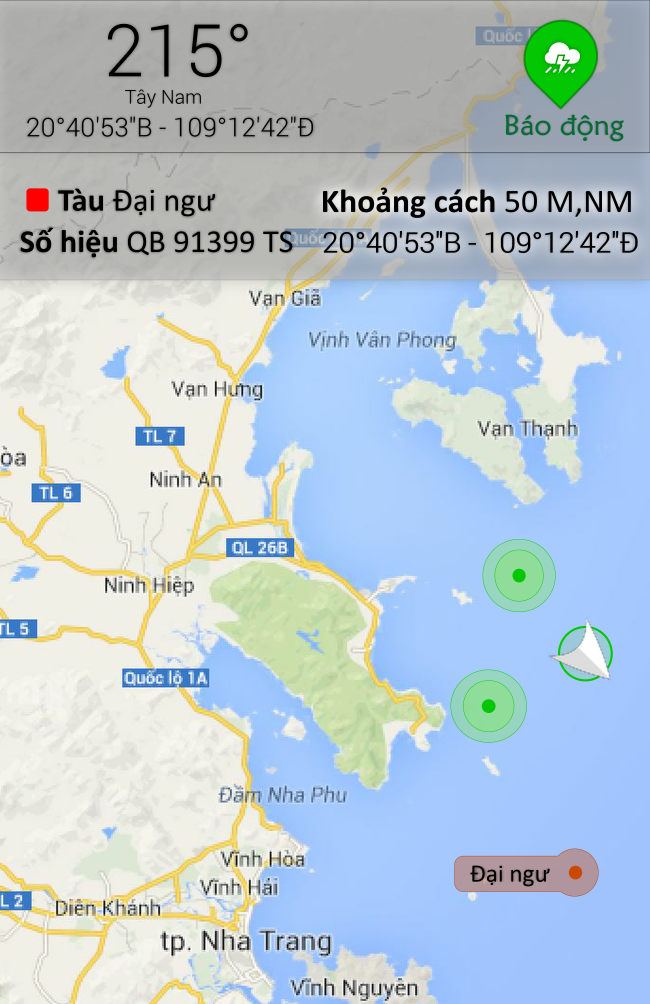 Quốc l
215°
Tây Nam
20°40'53"B - 109°12'42"Đ
Báo động
Tàu Đại ngư
Khoảng cách 50 M,NM
Số hiệu QB 91399 TS
Quốc
20°40'53"B - 109°12'42"Đ
Vạn Giã
Vịnh Vân Phong
Vạn Hưng
TL 7
Vạn Thạnh
òa
Ninh An
TL 6
QL 26B
Ninh Hiệp
TL 5
Quốc lộ 1A
Đầm Nha Phu
Vĩnh Hòa
Đại ngư
Vĩnh Hải
L 2
Diên Khánh
tp. Nha Trang
Vĩnh Nguyên